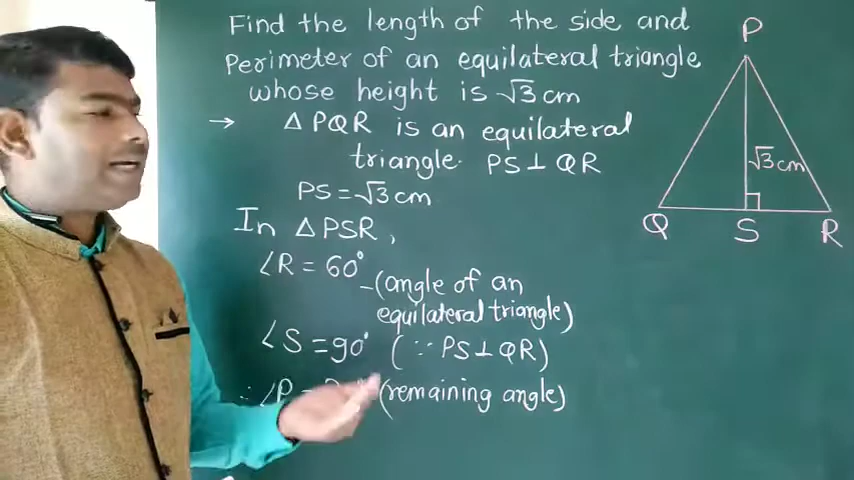 Find the length of the side and
Perimeter of an equilateral triangle
whose height is √3 cm
→ △ PQR is an equilateral
triangle. PS ⊥ QR
PS = √3 cm
In △ PSR,
∠R = 60° - (angle of an
equilateral triangle)
∠S = 90° (∵ PS ⊥ QR)
∴ ∠P = (remaining angle)
P
√3 cm
Q S R